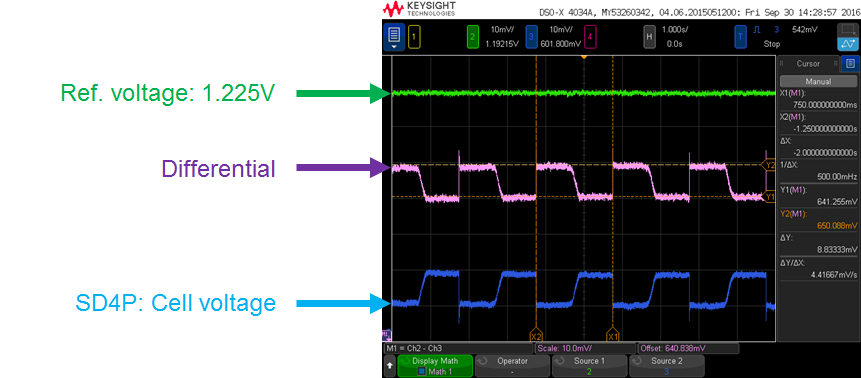 KEYSIGHT
TECHNOLOGIES
DSO-X 4034A, MY53260342, 04.06.2015051200: Fri Sep 30 14:28:57 2016
1
2
10mV/
1.19215V
3
10mV/
601.800mV
4
H
1.000s/
0.0s
T
3
542mV
Stop
Cursor
Manual
X1(M1):
750.000000000ms
X2(M1):
-1.250000000000s
ΔX:
-2.000000000000s
1/ΔX:
500.00mHz
Y1(M1):
641.255mV
Y2(M1):
650.088mV
ΔY:
8.83333mV
ΔY/ΔX:
4.41667mV/s
Ref. voltage: 1.225V
Differential
SD4P: Cell voltage
Y2
Y1
X2
X1
M1 = Ch2 - Ch3
Scale: 10.0mV/
Offset: 640.838mV
Display Math
Math 1
Operator
-
Source 1
2
Source 2
3